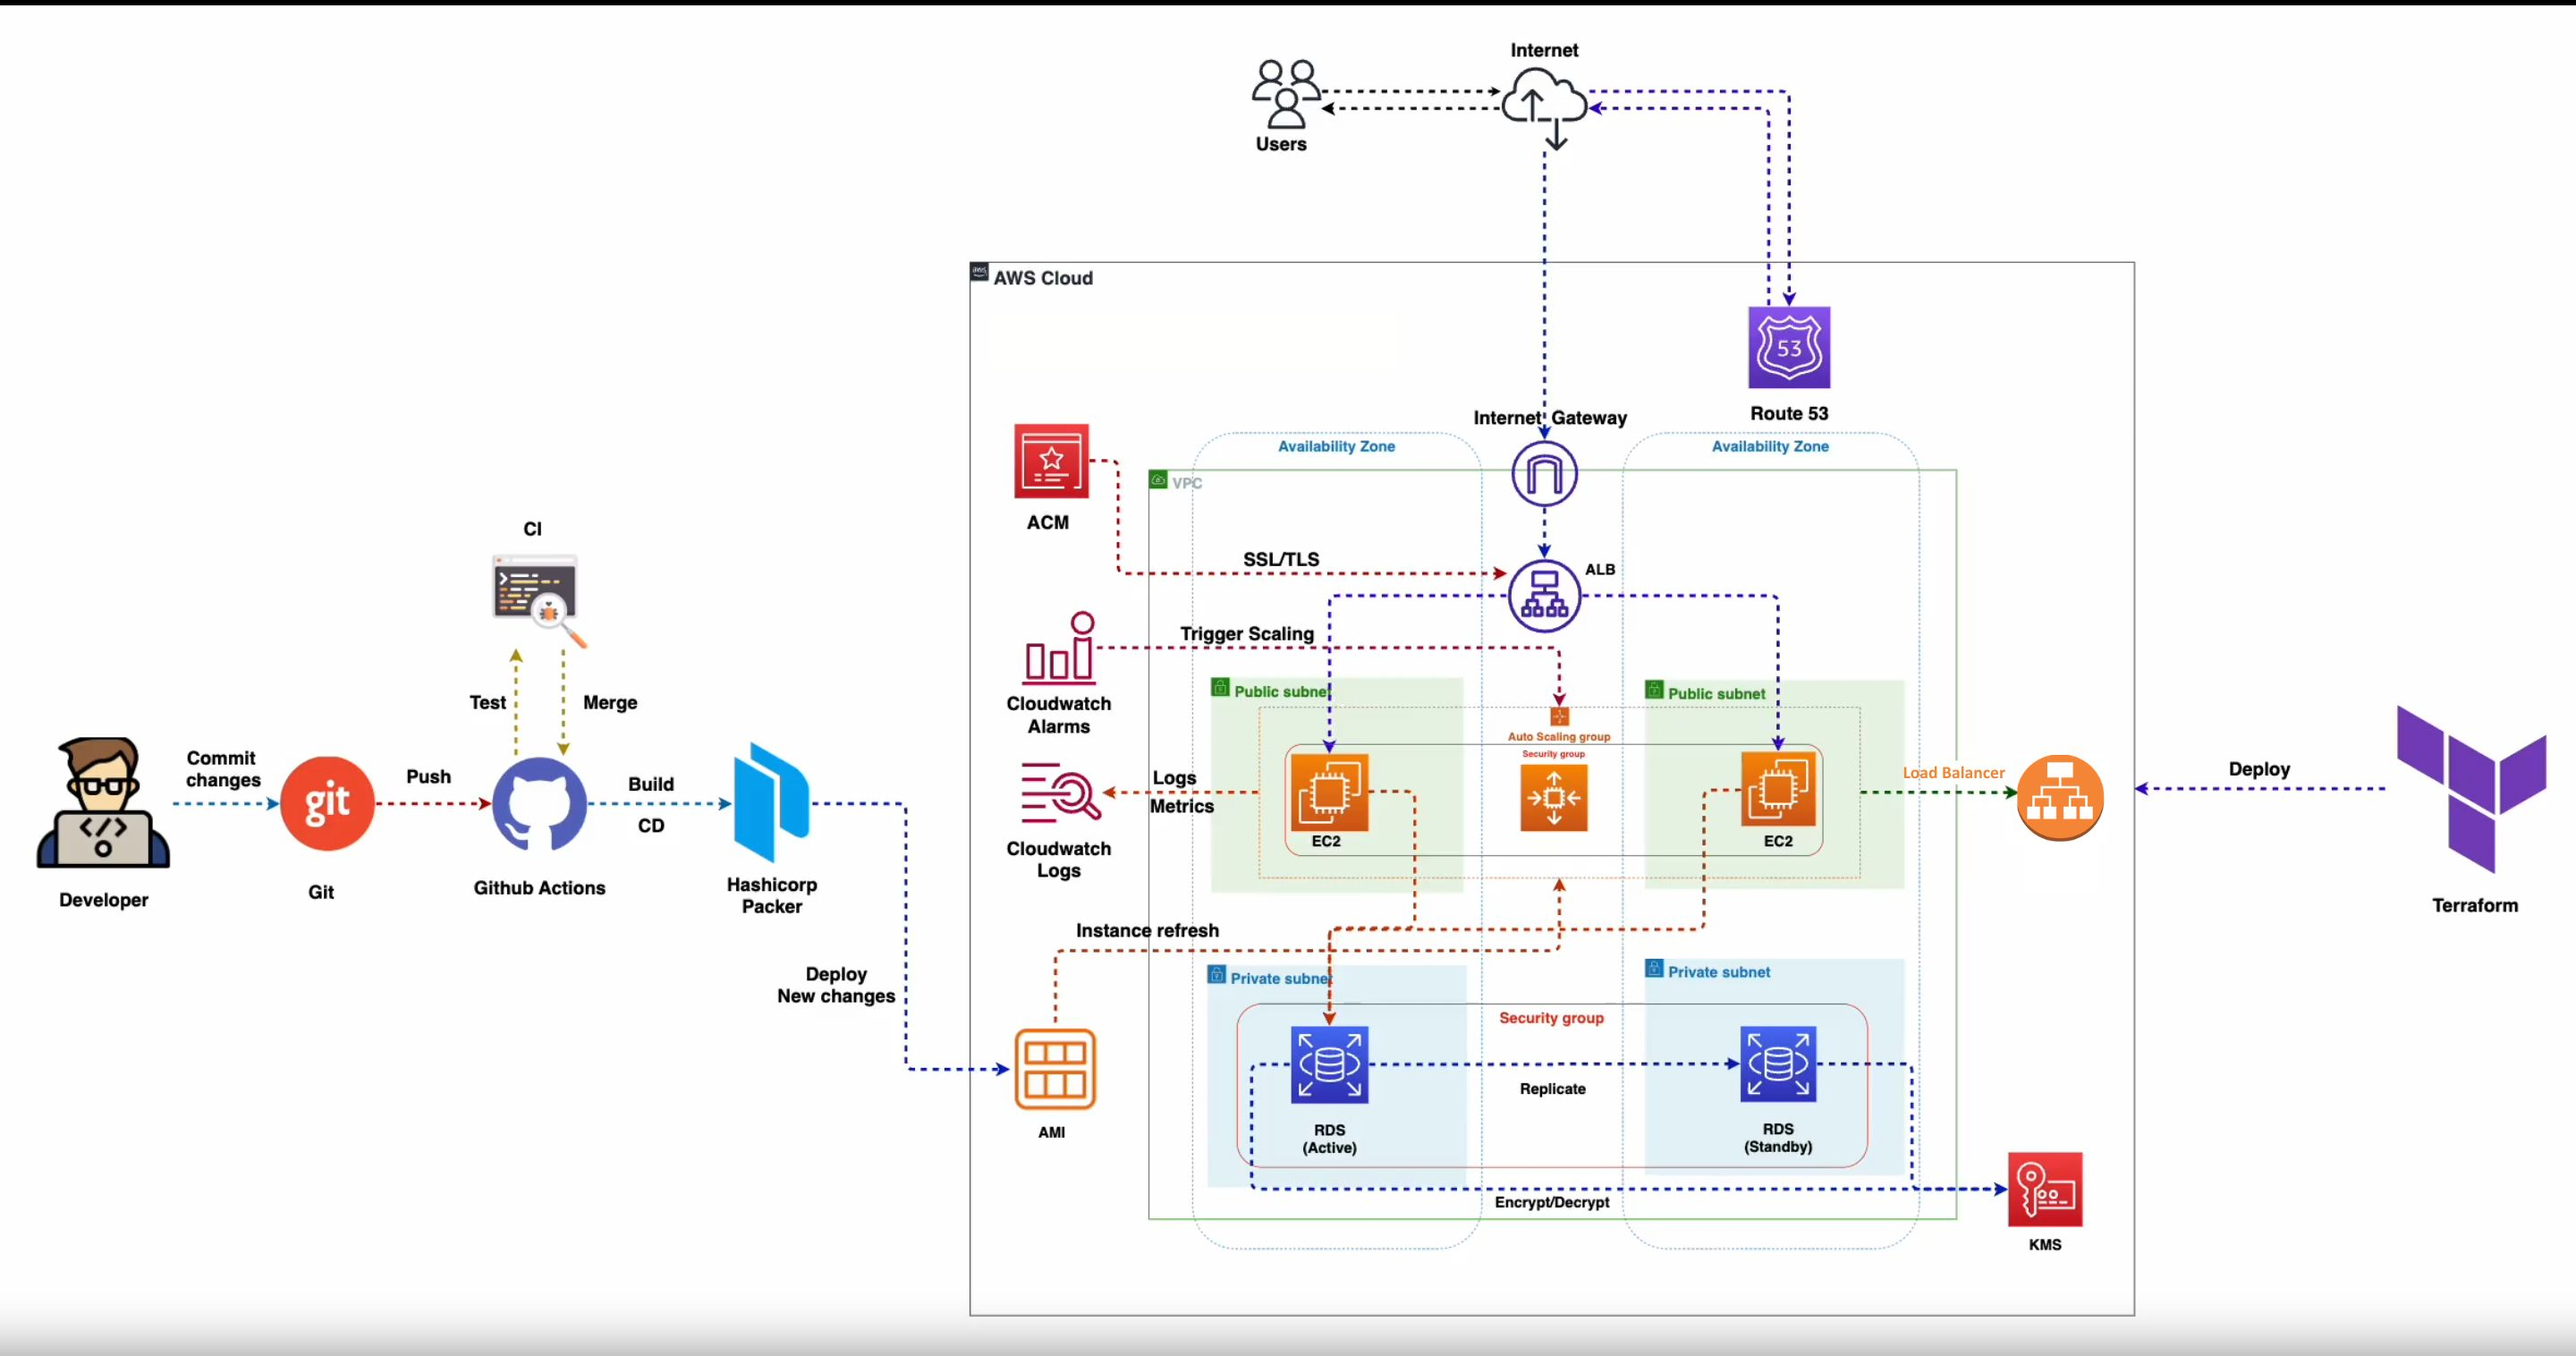 Internet
Users
AWS Cloud
53
Route 53
Internet Gateway
Availability Zone
Availability Zone
VPC
ACM
SSL/TLS
ALB
CI
Trigger Scaling
Cloudwatch
Alarms
Test
Merge
Public subnet
Public subnet
Auto Scaling group
Security group
Commit
changes
git
Push
Build
CD
Logs
Metrics
Load Balancer
Deploy
EC2
EC2
Cloudwatch
Logs
Developer
Git
Github Actions
Hashicorp
Packer
Terraform
Instance refresh
Deploy
New changes
Private subnet
Private subnet
Security group
Replicate
AMI
RDS
(Active)
RDS
(Standby)
Encrypt/Decrypt
KMS